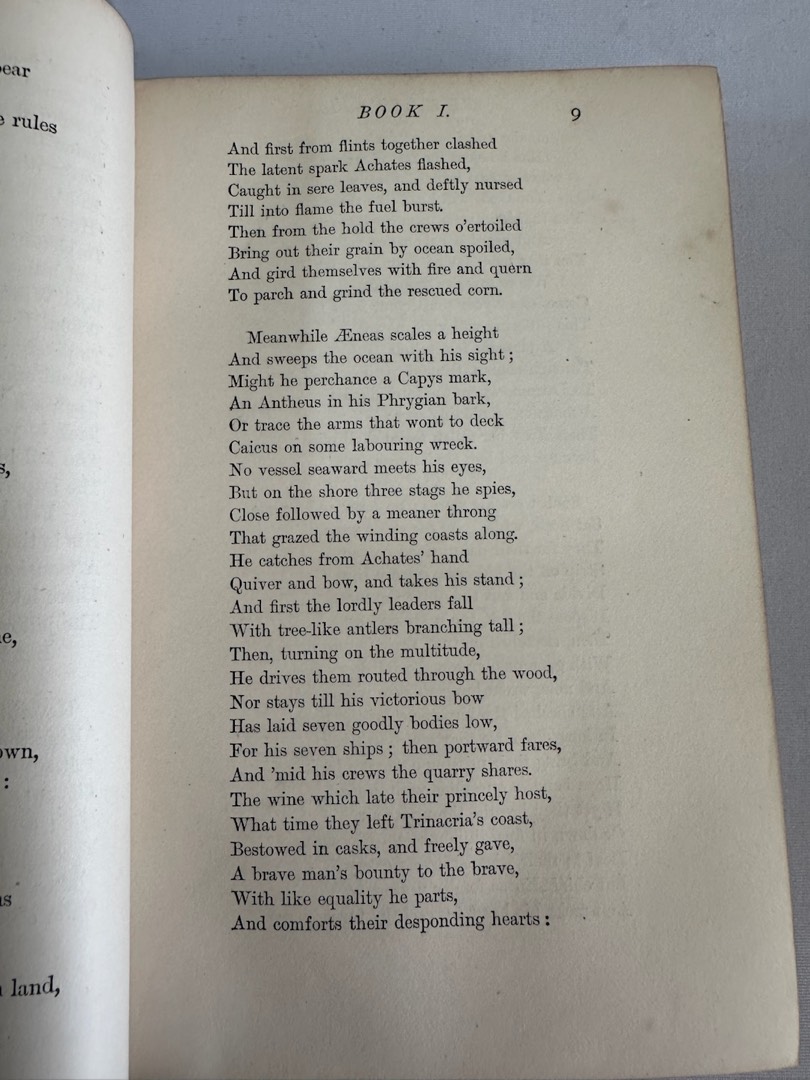 ear
rules
s,
e,
own,
:
s
land,
BOOK I. 9
And first from flints together clashed
The latent spark Achates flashed,
Caught in sere leaves, and deftly nursed
Till into flame the fuel burst.
Then from the hold the crews o'ertoiled
Bring out their grain by ocean spoiled,
And gird themselves with fire and quern
To parch and grind the rescued corn.
Meanwhile Æneas scales a height
And sweeps the ocean with his sight;
Might he perchance a Capys mark,
An Antheus in his Phrygian bark,
Or trace the arms that wont to deck
Caicus on some labouring wreck.
No vessel seaward meets his eyes,
But on the shore three stags he spies,
Close followed by a meaner throng
That grazed the winding coasts along.
He catches from Achates' hand
Quiver and bow, and takes his stand;
And first the lordly leaders fall
With tree-like antlers branching tall;
Then, turning on the multitude,
He drives them routed through the wood,
Nor stays till his victorious bow
Has laid seven goodly bodies low,
For his seven ships; then portward fares,
And 'mid his crews the quarry shares.
The wine which late their princely host,
What time they left Trinacria's coast,
Bestowed in casks, and freely gave,
A brave man's bounty to the brave,
With like equality he parts,
And comforts their desponding hearts: